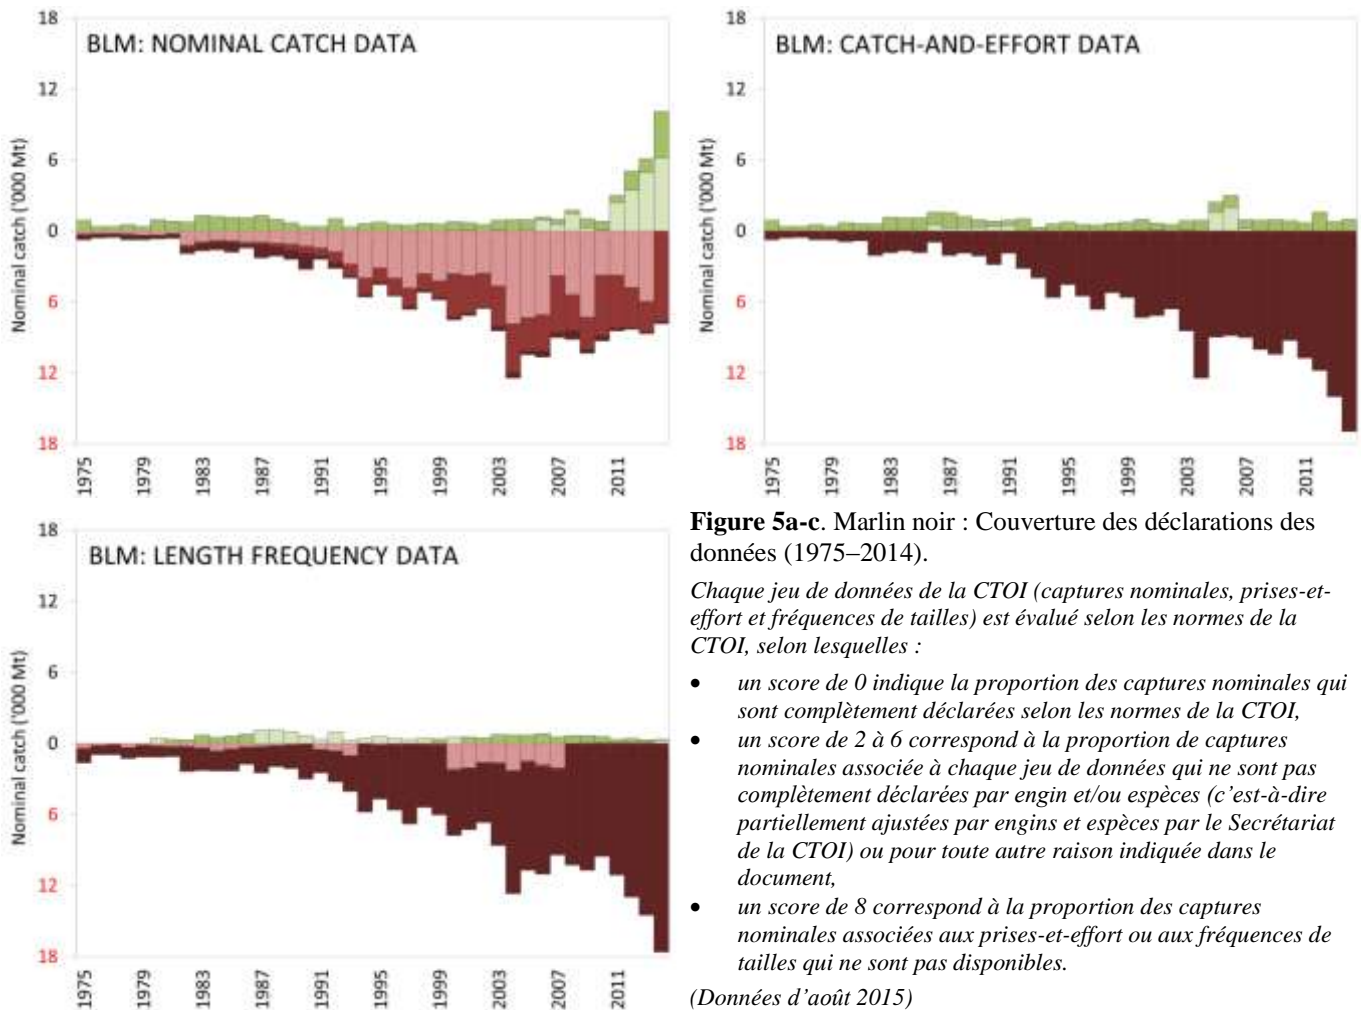 BLM: NOMINAL CATCH DATA
Nominal catch ('000 Mt)
18
12
6
0
6
12
18
1975
1979
1983
1987
1991
1995
1999
2003
2007
2011
BLM: CATCH-AND-EFFORT DATA
Nominal catch ('000 Mt)
18
12
6
0
6
12
18
1975
1979
1983
1987
1991
1995
1999
2003
2007
2011
BLM: LENGTH FREQUENCY DATA
Nominal catch ('000 Mt)
18
12
6
0
6
12
18
1975
1979
1983
1987
1991
1995
1999
2003
2007
2011
Figure 5a-c. Marlin noir : Couverture des déclarations des
données (1975–2014).
Chaque jeu de données de la CTOI (captures nominales, prises-et-
effort et fréquences de tailles) est évalué selon les normes de la
CTOI, selon lesquelles :
• un score de 0 indique la proportion des captures nominales qui
sont complètement déclarées selon les normes de la CTOI,
• un score de 2 à 6 correspond à la proportion de captures
nominales associée à chaque jeu de données qui ne sont pas
complètement déclarées par engin et/ou espèces (c'est-à-dire
partiellement ajustées par engins et espèces par le Secrétariat
de la CTOI) ou pour toute autre raison indiquée dans le
document,
• un score de 8 correspond à la proportion des captures
nominales associées aux prises-et-effort ou aux fréquences de
tailles qui ne sont pas disponibles.
(Données d'août 2015)